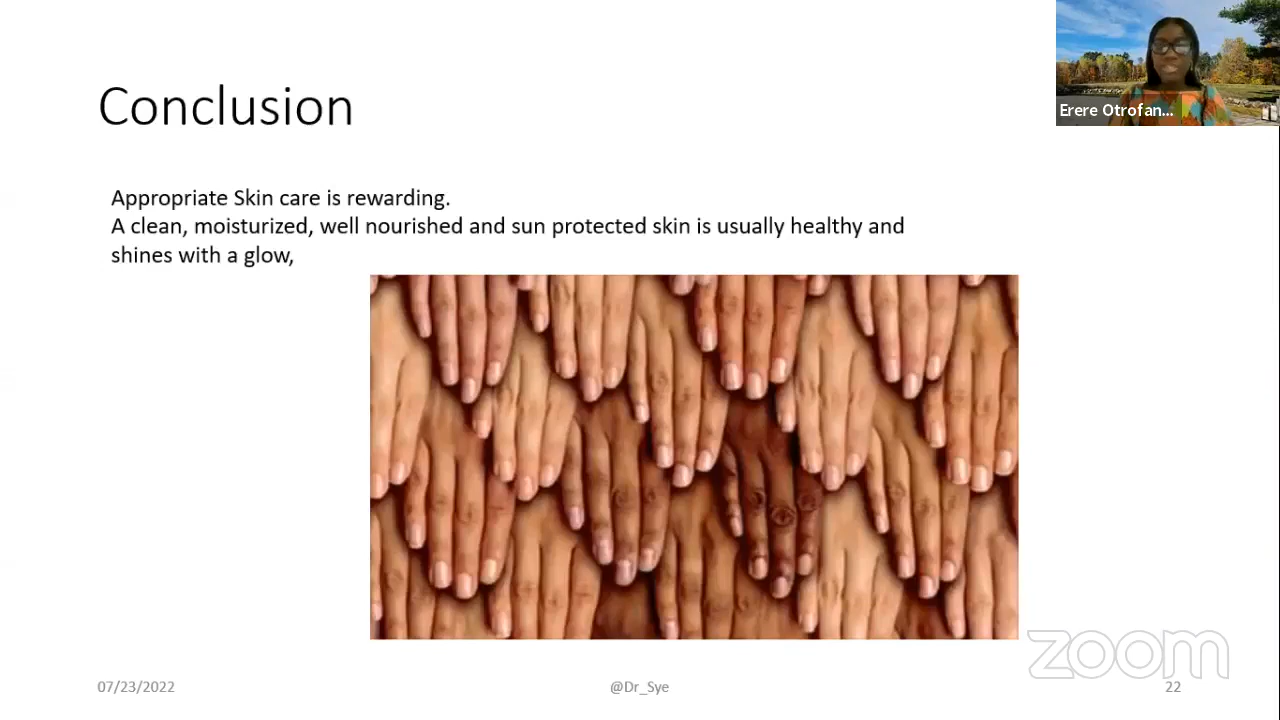 Conclusion
Erere Otrofan...
Appropriate Skin care is rewarding.
A clean, moisturized, well nourished and sun protected skin is usually healthy and
shines with a glow,
zoom
07/23/2022
@Dr_Sye
22